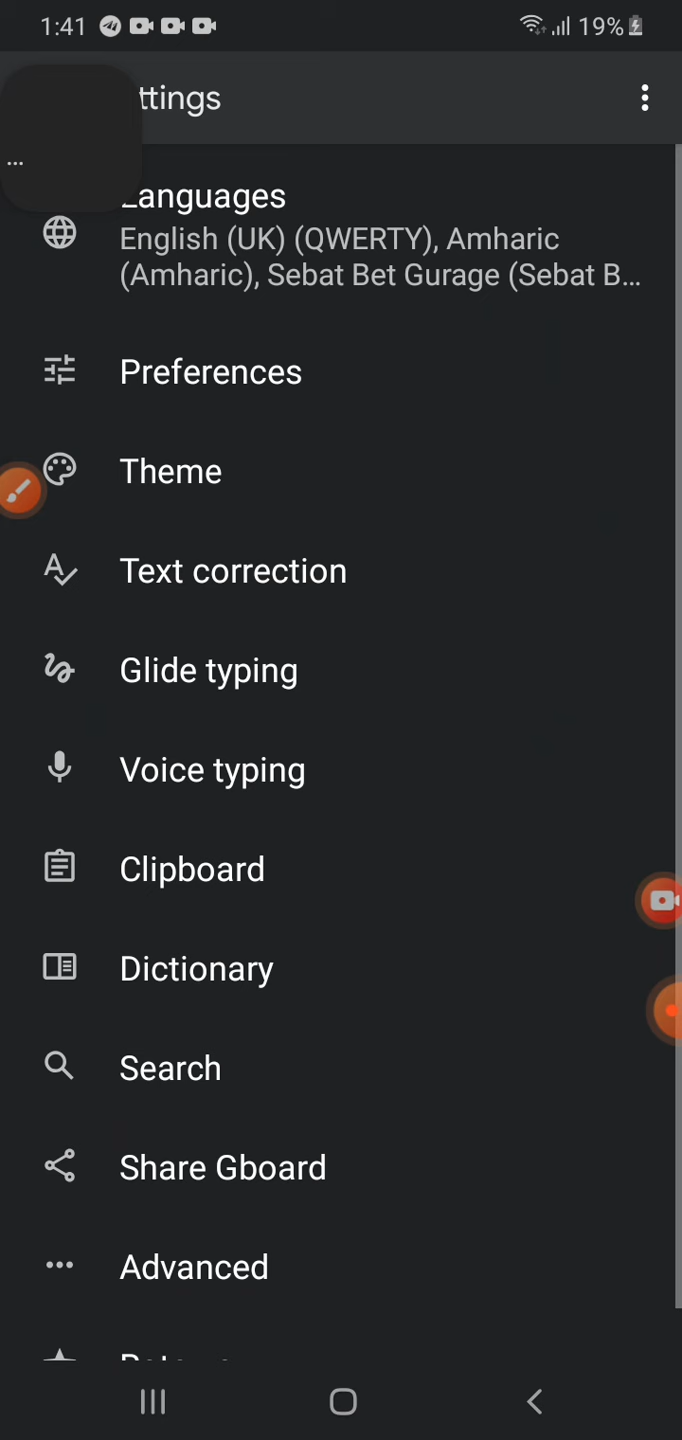 1:41
19%
ttings
...
Languages
English (UK) (QWERTY), Amharic
(Amharic), Sebat Bet Gurage (Sebat B...
Preferences
Theme
Text correction
Glide typing
Voice typing
Clipboard
Dictionary
Search
Share Gboard
Advanced